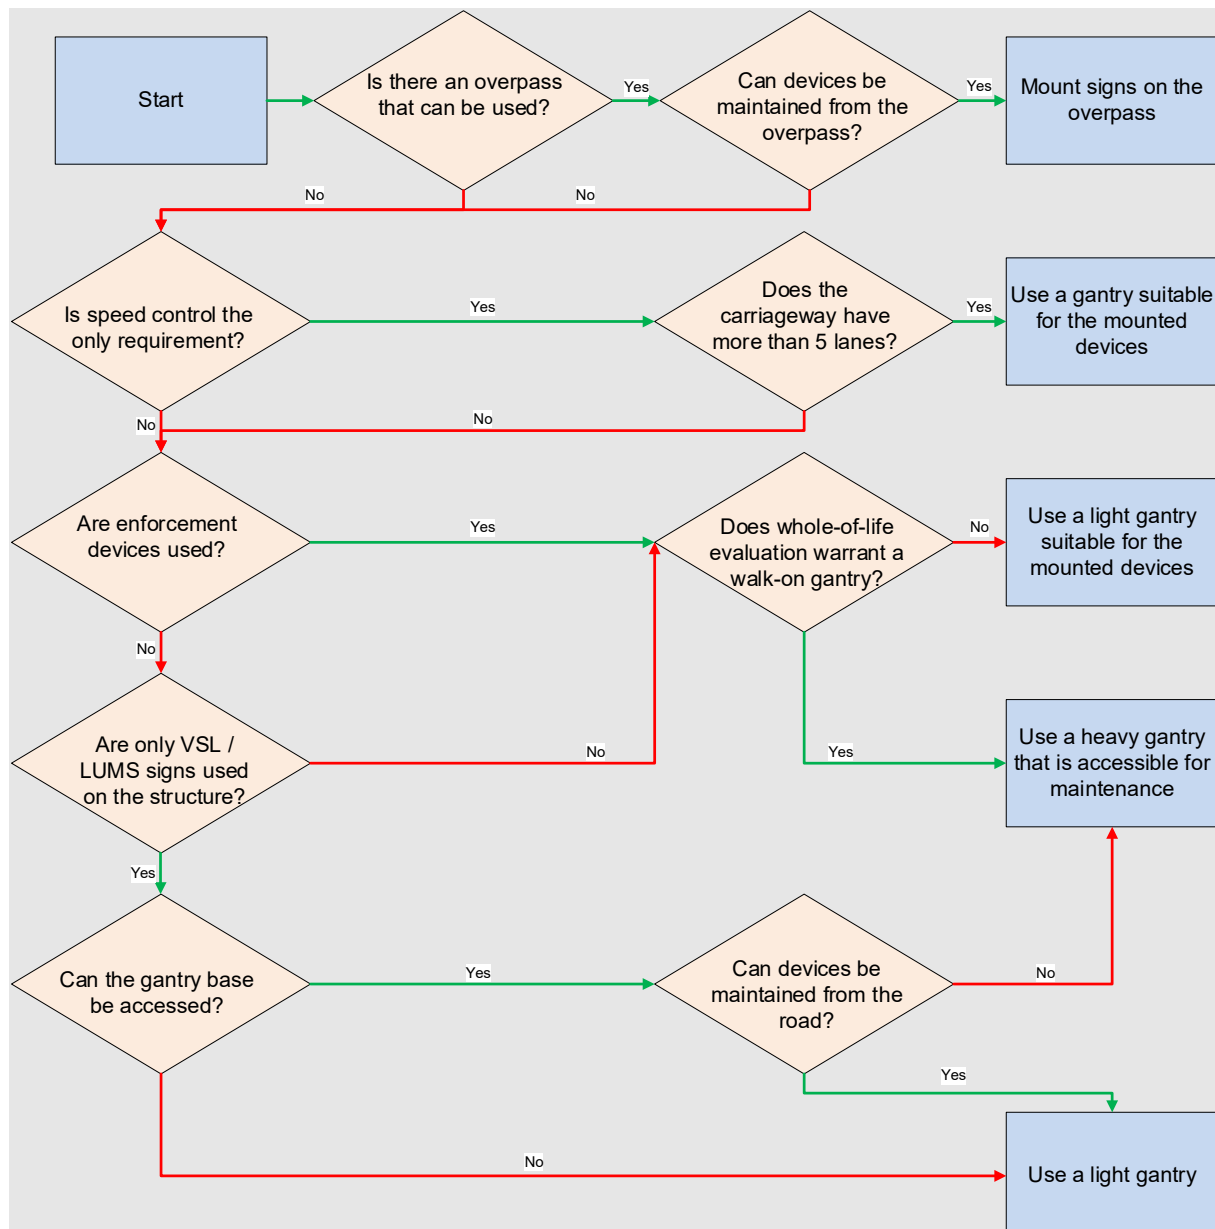 Start
Is there an overpass
that can be used?
Yes
Can devices be
maintained from the
overpass?
Yes
Mount signs on the
overpass
No
No
Is speed control the
only requirement?
Yes
Does the
carriageway have
more than 5 lanes?
Yes
Use a gantry suitable
for the mounted
devices
No
No
Are enforcement
devices used?
Yes
Does whole-of-life
evaluation warrant a
walk-on gantry?
No
Use a light gantry
suitable for the
mounted devices
No
Are only VSL /
LUMS signs used
on the structure?
No
Yes
Use a heavy gantry
that is accessible for
maintenance
Yes
Can the gantry base
be accessed?
Yes
Can devices be
maintained from the
road?
No
Yes
No
Use a light gantry